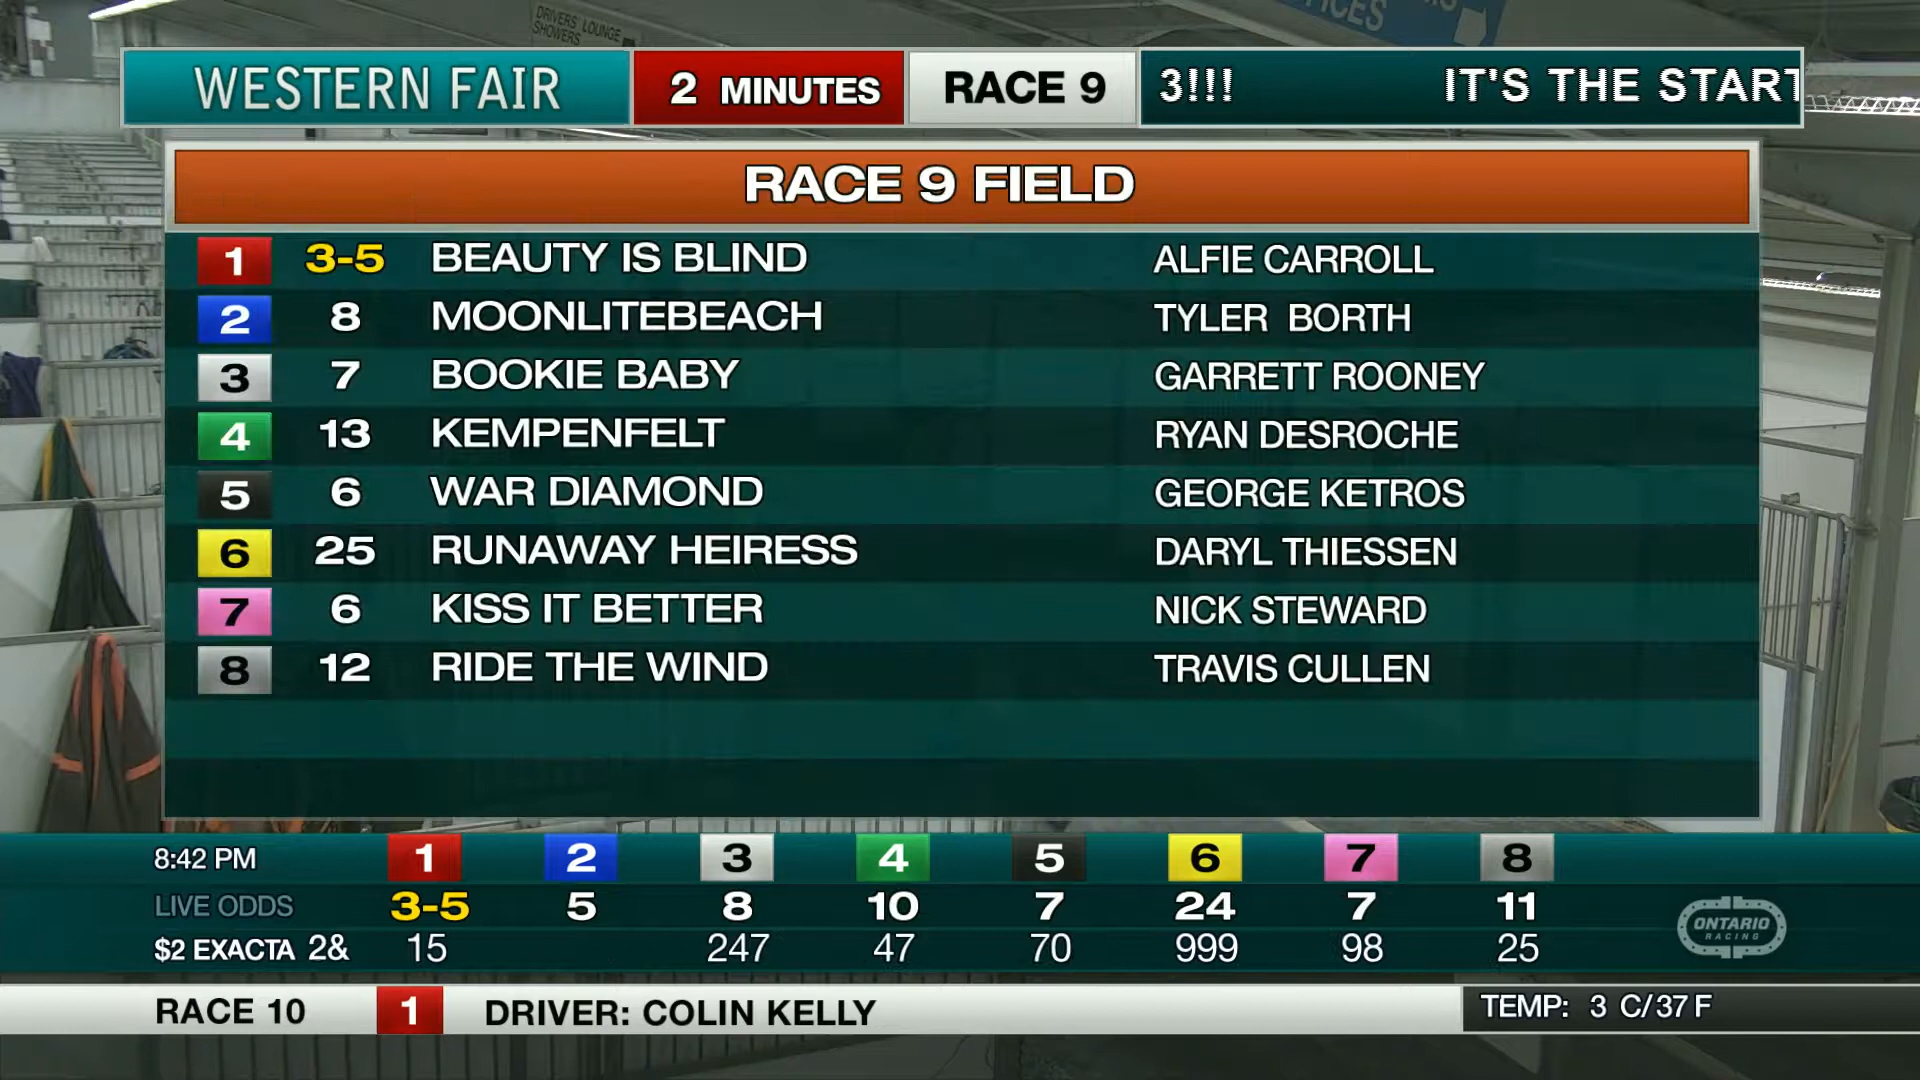 DRIVERS' LOUNGE
SHOWERS
WESTERN FAIR 2 MINUTES RACE 9 3!!! IT'S THE START
RACE 9 FIELD
1 3-5 BEAUTY IS BLIND ALFIE CARROLL
2 8 MOONLITEBEACH TYLER BORTH
3 7 BOOKIE BABY GARRETT ROONEY
4 13 KEMPENFELT RYAN DESROCHE
5 6 WAR DIAMOND GEORGE KETROS
6 25 RUNAWAY HEIRESS DARYL THIESSEN
7 6 KISS IT BETTER NICK STEWARD
8 12 RIDE THE WIND TRAVIS CULLEN
8:42 PM 1 2 3 4 5 6 7 8
LIVE ODDS 3-5 5 8 10 7 24 7 11
$2 EXACTA 2& 15 247 47 70 999 98 25
ONTARIO
RACING
RACE 10 1 DRIVER: COLIN KELLY TEMP: 3 C/37 F